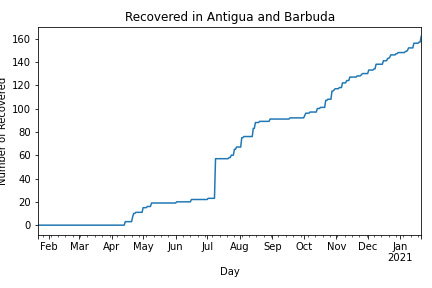 Recovered in Antigua and Barbuda
Number of Recovered
160
140
120
100
80
60
40
20
0
Feb Mar Apr May Jun Jul Aug Sep Oct Nov Dec Jan
2021
Day